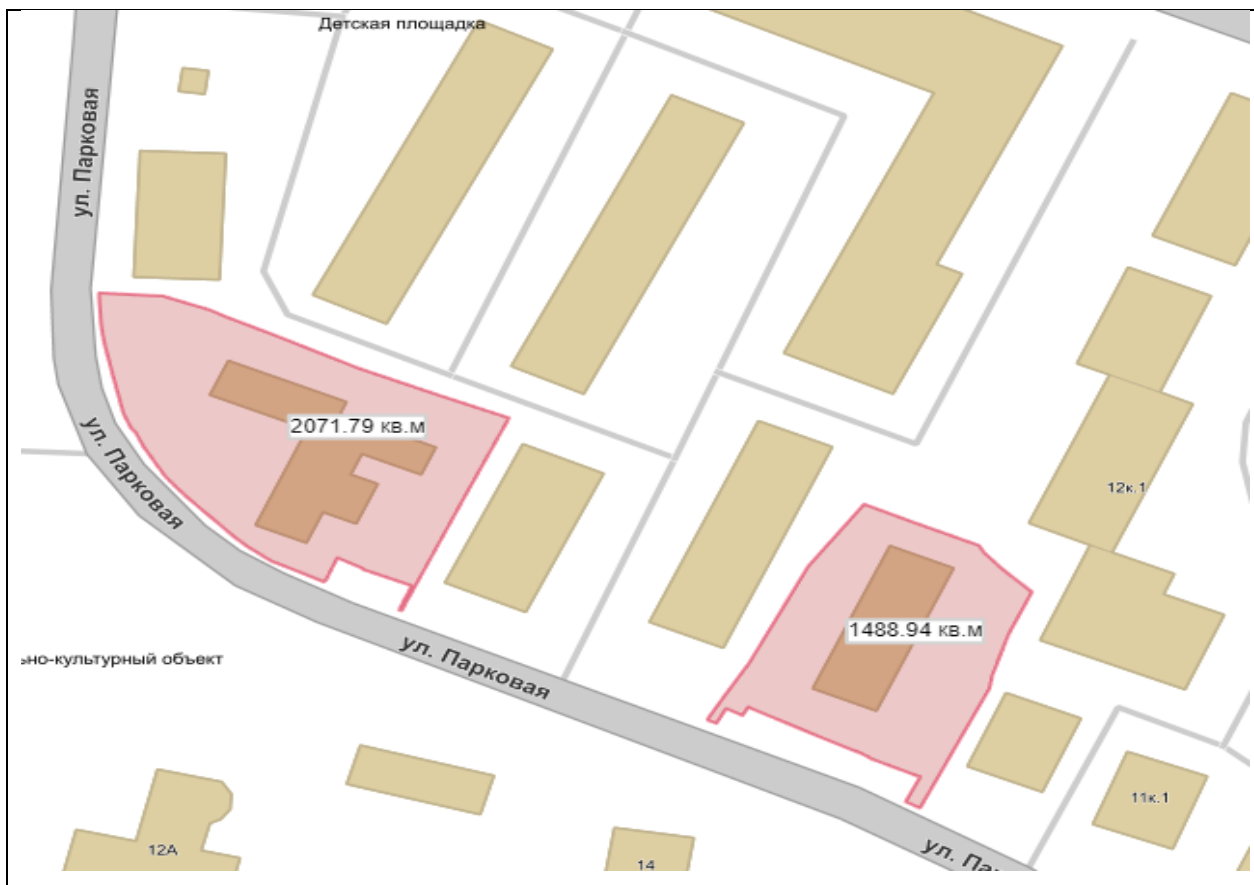 Детская площадка
ул. Парковая
2071.79 кв.м
ул. Парковая
12к.1
1488.94 кв.м
ул. Парковая
ьно-культурный объект
11к.1
12А
14
ул. Па